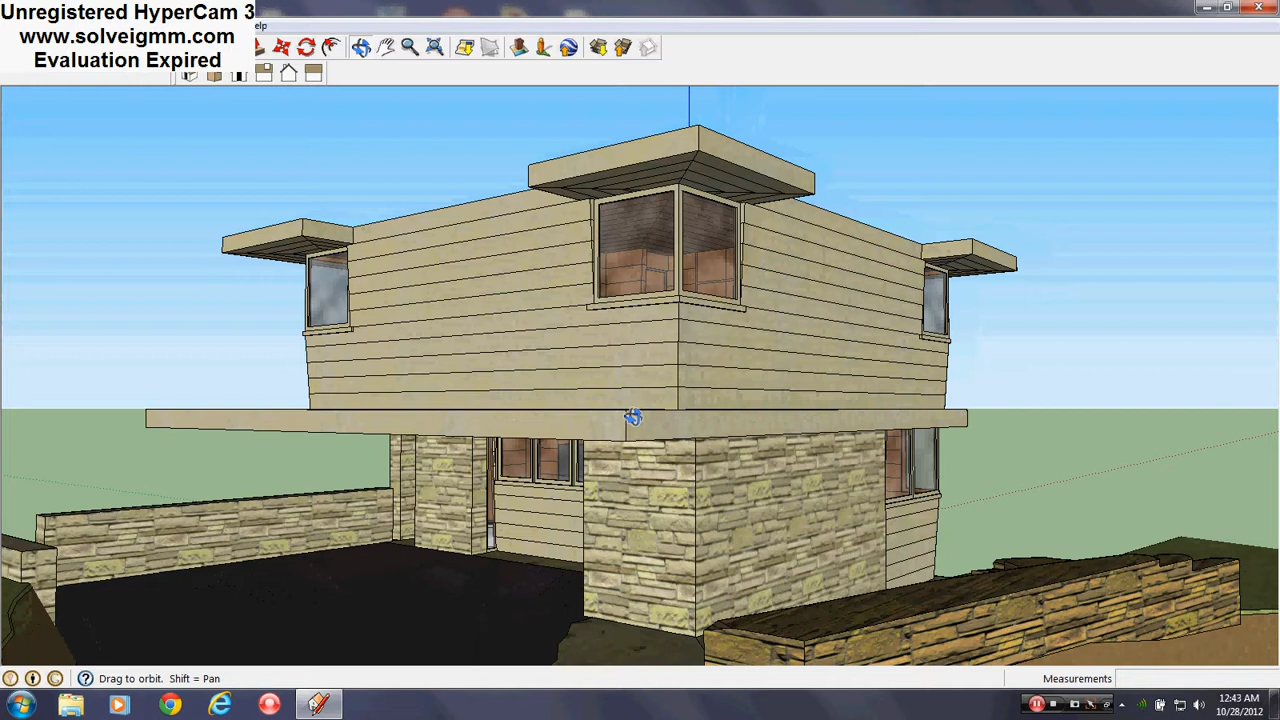 Unregistered HyperCam 3
www.solveigmm.com
Evaluation Expired
elp
Drag to orbit. Shift = Pan
Measurements
12:43 AM
10/28/2012